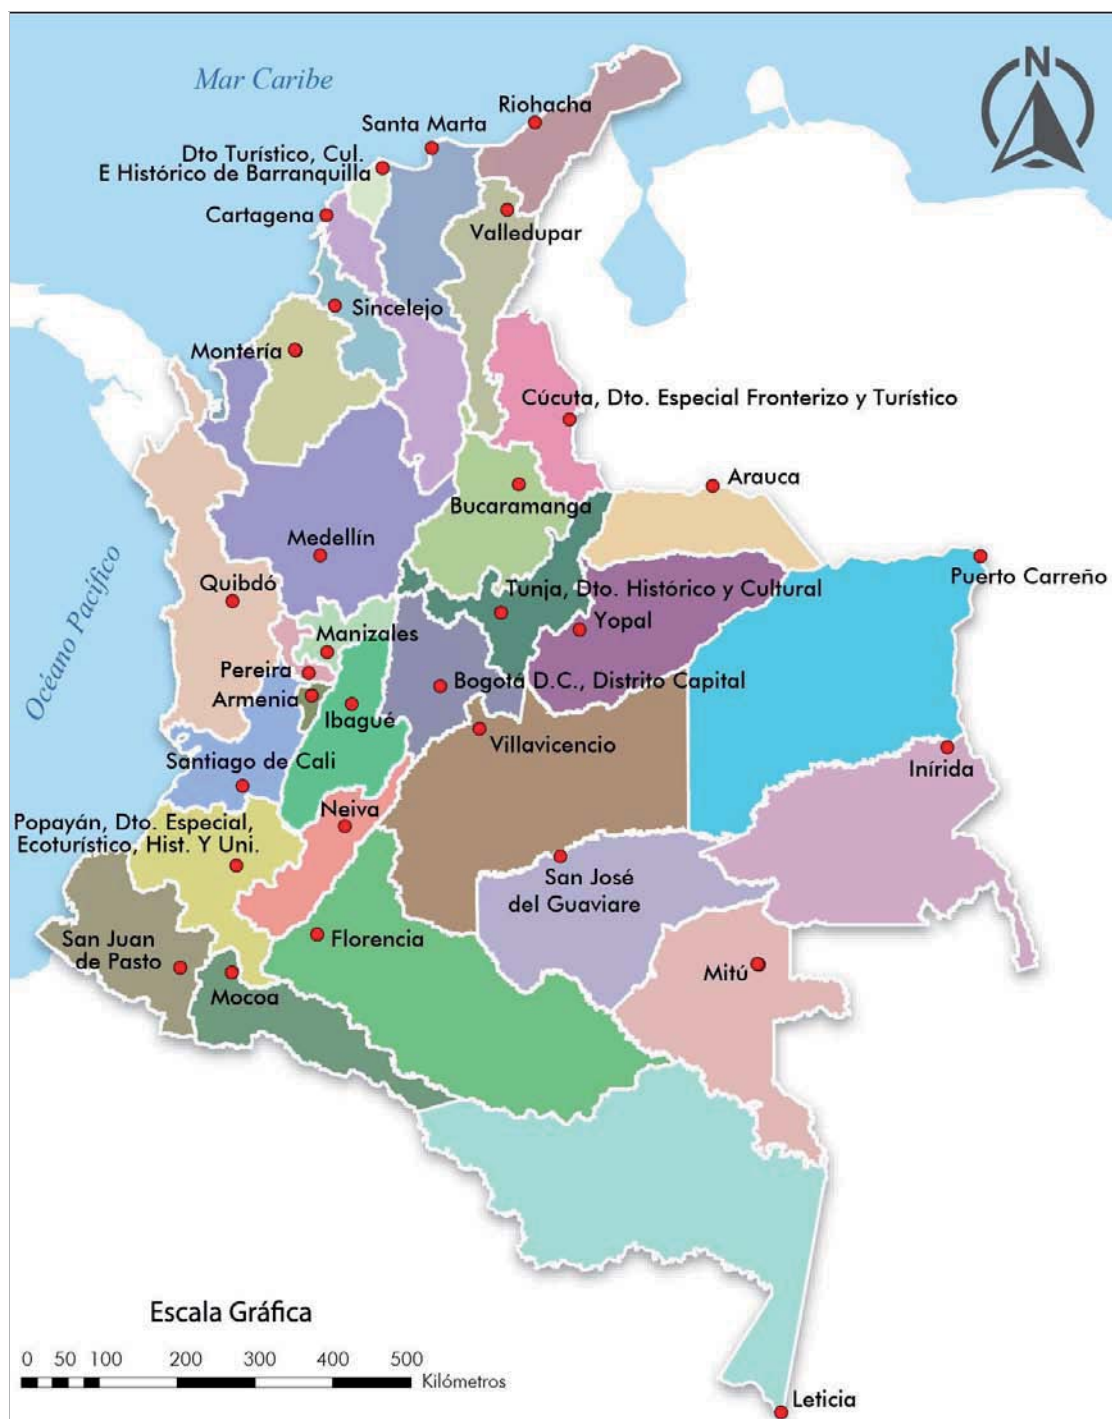 N
Mar Caribe
Riohacha
Santa Marta
Dto Turístico, Cul.
E Histórico de Barranquilla
Cartagena
Valledupar
Sincelejo
Montería
Cúcuta, Dto. Especial Fronterizo y Turístico
Arauca
Bucaramanga
Medellín
Puerto Carreño
Quibdó
Tunja, Dto. Histórico y Cultural
Yopal
Océano Pacífico
Manizales
Pereira
Bogotá D.C., Distrito Capital
Armenia
Ibagué
Villavicencio
Inírida
Santiago de Cali
Neiva
Popayán, Dto. Especial,
Ecoturístico, Hist. Y Uni.
San José
del Guaviare
San Juan
de Pasto
Florencia
Mitú
Mocoa
Escala Gráfica
0 50 100 200 300 400 500
Kilómetros
Leticia